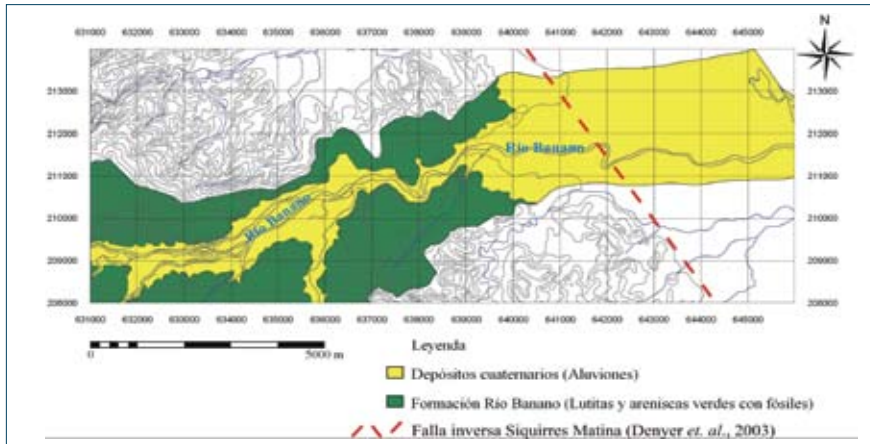 631000 632000 633000 634000 635000 636000 637000 638000 639000 640000 641000 642000 643000 644000 645000
N
213000 213000
212000 212000
Río Banano
211000 211000
210000 Río Banano 210000
209000 209000
208000 208000
631000 632000 633000 634000 635000 636000 637000 638000 639000 640000 641000 642000 643000 644000 645000
0 5000 m
Leyenda
Depósitos cuaternarios (Aluviones)
Formación Río Banano (Lutitas y areniscas verdes con fósiles)
Falla inversa Siquirres Matina (Denyer et. al., 2003)